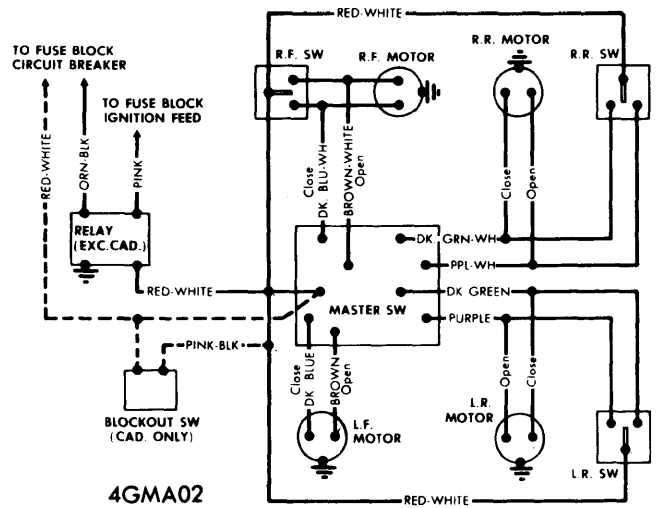 RED-WHITE
TO FUSE BLOCK
CIRCUIT BREAKER
R.F. SW
R.F. MOTOR
R.R. MOTOR
R.R. SW
TO FUSE BLOCK
IGNITION FEED
RED-WHITE
ORN-BLK
PINK
Close
DK. BLU-WH
BROWN-WHITE
Open
Close
Open
RELAY
(EXC.CAD.)
DK. GRN-WH
PPL-WH
RED-WHITE
DK GREEN
MASTER SW
PURPLE
PINK-BLK
Close
DK BLUE
BROWN
Open
Open
Close
BLOCKOUT SW
(CAD. ONLY)
L.F.
MOTOR
L.R.
MOTOR
L.R. SW
4GMA02
RED-WHITE